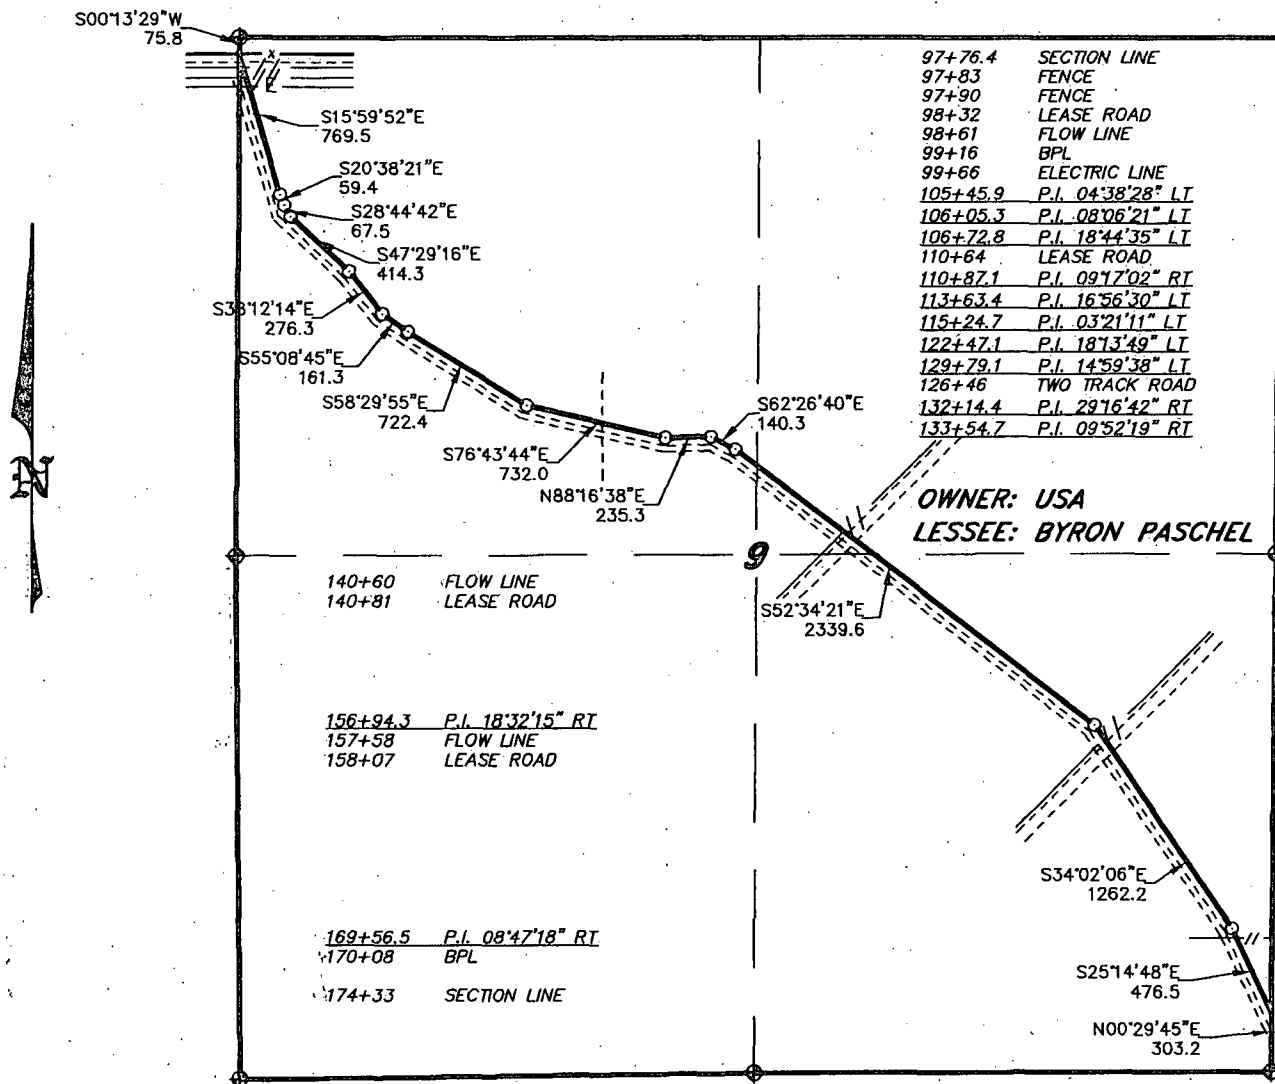 S00°13'29"W
75.8
97+76.4 SECTION LINE
97+83 FENCE
97+90 FENCE
98+32 LEASE ROAD
98+61 FLOW LINE
99+16 BPL
99+66 ELECTRIC LINE
105+45.9 P.I. 04°38'28" LT
106+05.3 P.I. 08°06'21" LT
106+72.8 P.I. 18°44'35" LT
110+64 LEASE ROAD
110+87.1 P.I. 09°17'02" RT
113+63.4 P.I. 16°56'30" LT
115+24.7 P.I. 03°21'11" LT
122+47.1 P.I. 18°13'49" LT
129+79.1 P.I. 14°59'38" LT
126+46 TWO TRACK ROAD
132+14.4 P.I. 29°16'42" RT
133+54.7 P.I. 09°52'19" RT
S15°59'52"E
769.5
S20°38'21"E
59.4
S28°44'42"E
67.5
S47°29'16"E
414.3
S38°12'14"E
276.3
S55°08'45"E
161.3
S58°29'55"E
722.4
S62°26'40"E
140.3
S76°43'44"E
732.0
N88°16'38"E
235.3
N
OWNER: USA
LESSEE: BYRON PASCHEL
9
140+60 FLOW LINE
140+81 LEASE ROAD
S52°34'21"E
2339.6
156+94.3 P.I. 18°32'15" RT
157+58 FLOW LINE
158+07 LEASE ROAD
S34°02'06"E
1262.2
169+56.5 P.I. 08°47'18" RT
170+08 BPL
174+33 SECTION LINE
S25°14'48"E
476.5
N00°29'45"E
303.2